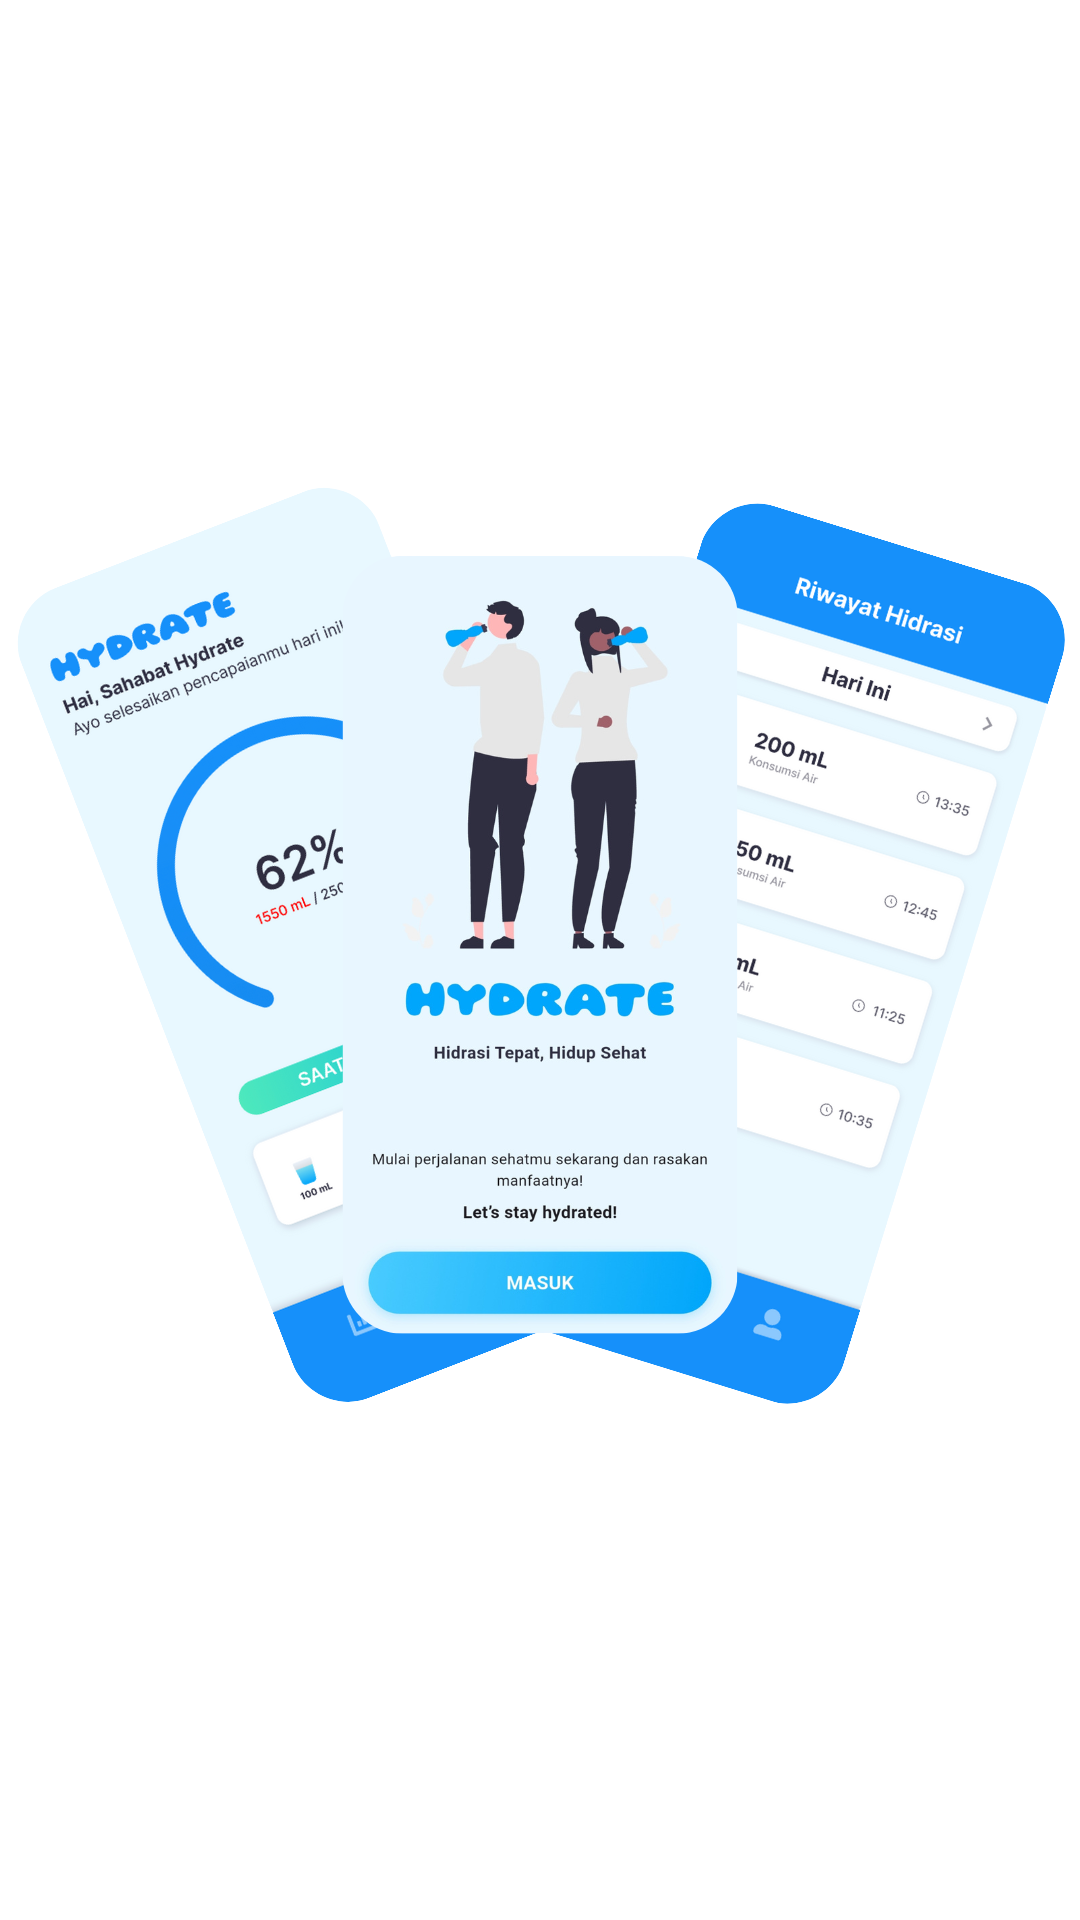 HYDRATE
Hai, Sahabat Hydrate
Ayo selesaikan pencapaianmu hari ini!
62%
1550 mL / 250
SAAT
100 mL
HYDRATE
Hidrasi Tepat, Hidup Sehat
Mulai perjalanan sehatmu sekarang dan rasakan
manfaatnya!
Let's stay hydrated!
MASUK
Riwayat Hidrasi
Hari Ini
200 mL
Konsumsi Air
13:35
50 mL
sumsi Air
12:45
mL
Air
11:25
10:35